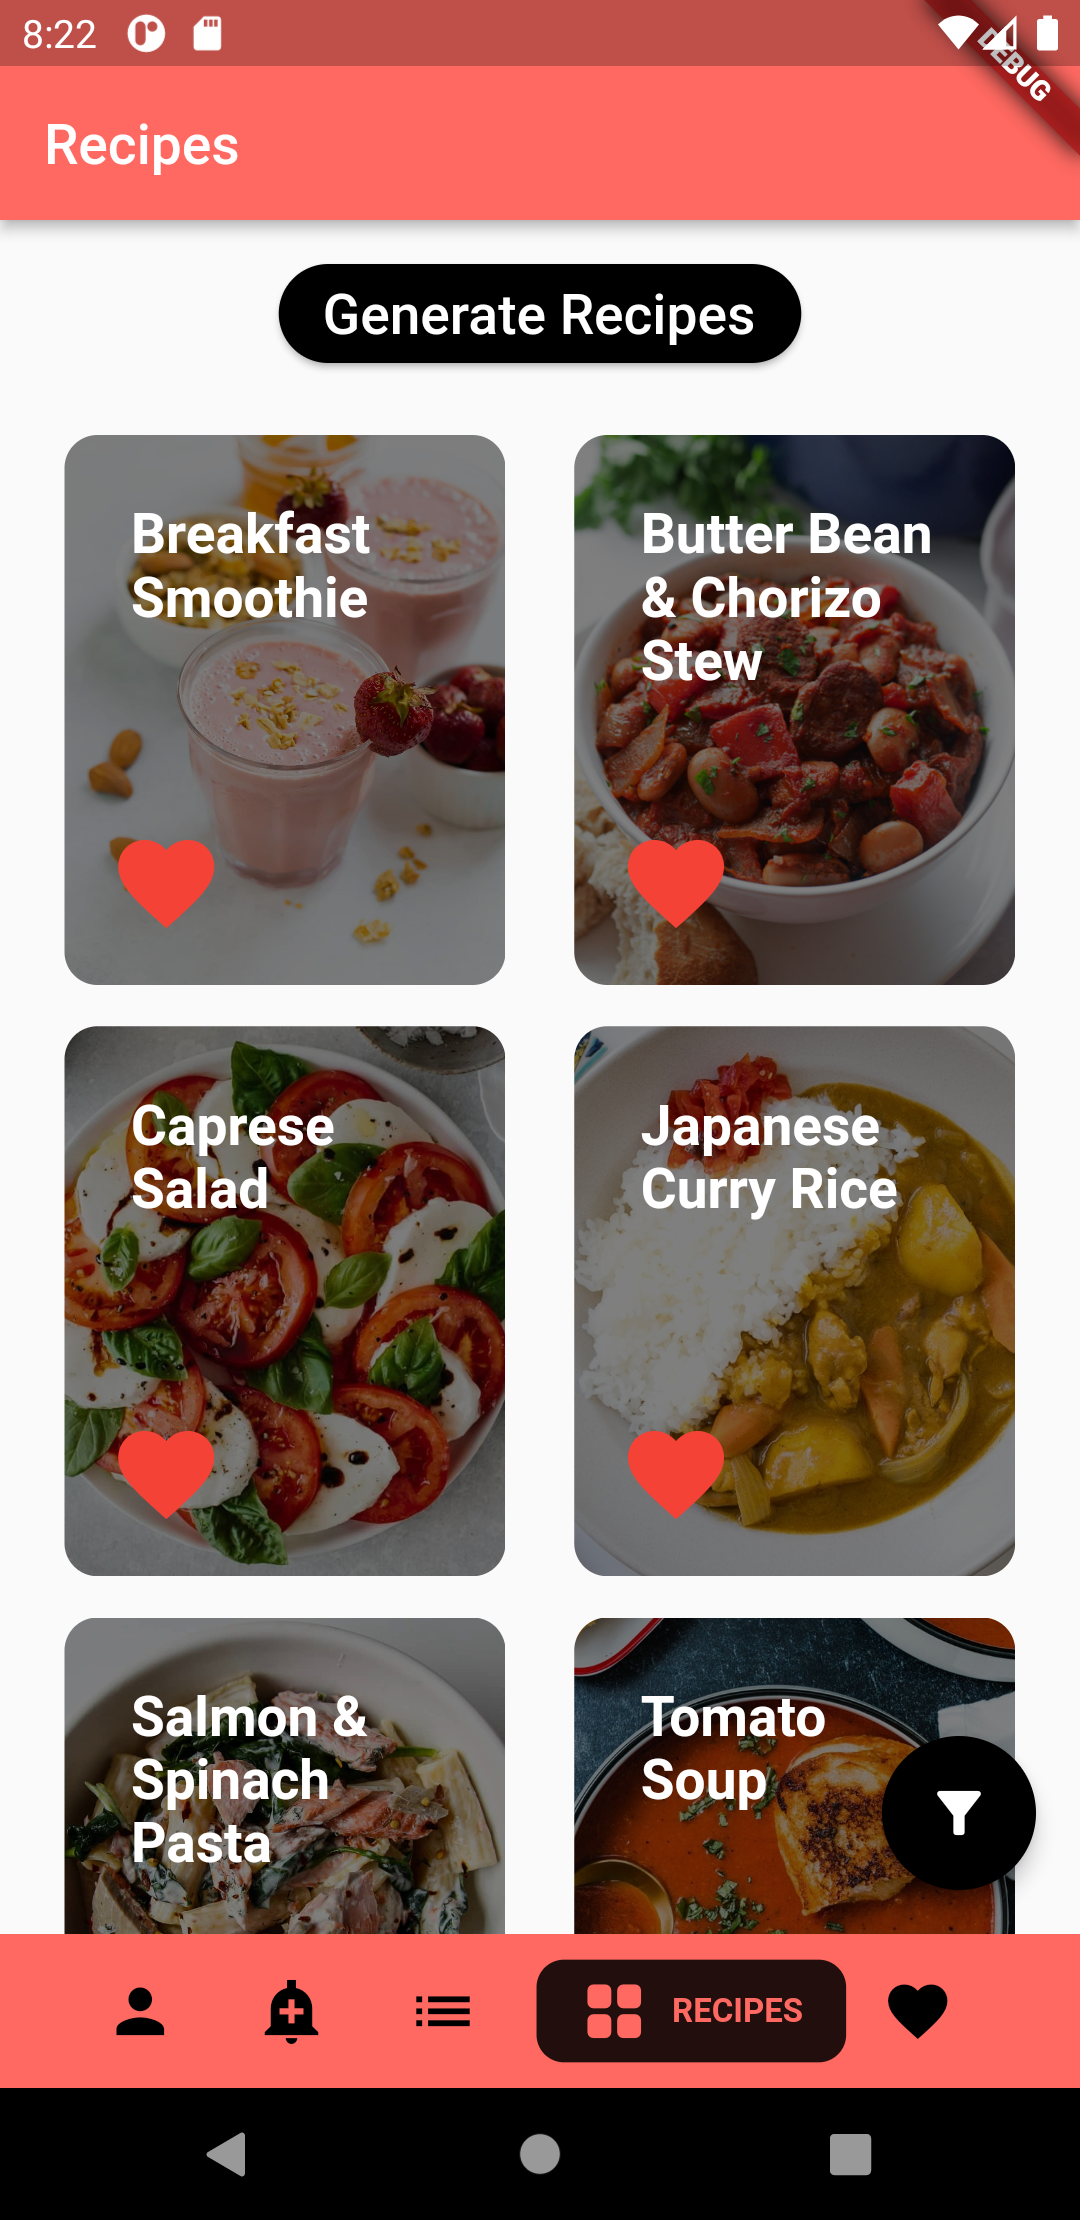 8:22
DEBUG
Recipes
Generate Recipes
Breakfast
Smoothie
Butter Bean
& Chorizo
Stew
Caprese
Salad
Japanese
Curry Rice
Salmon &
Spinach
Pasta
Tomato
Soup
RECIPES